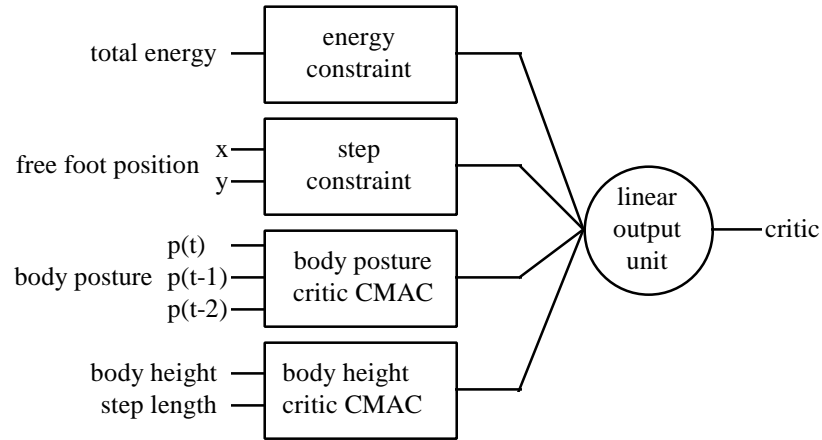 total energy
energy
constraint
free foot position
x
y
step
constraint
body posture
p(t)
p(t-1)
p(t-2)
body posture
critic CMAC
body height
step length
body height
critic CMAC
linear
output
unit
critic